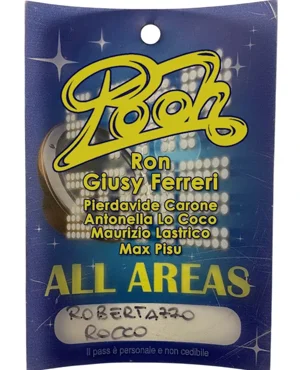 Pooh
Ron
Giusy Ferreri
Pierdavide Carone
Antonella Lo Coco
Maurizio Lastrico
Max Pisu
ALL AREAS
ROBERTAZZO
ROCCO
Il pass è personale e non cedibile